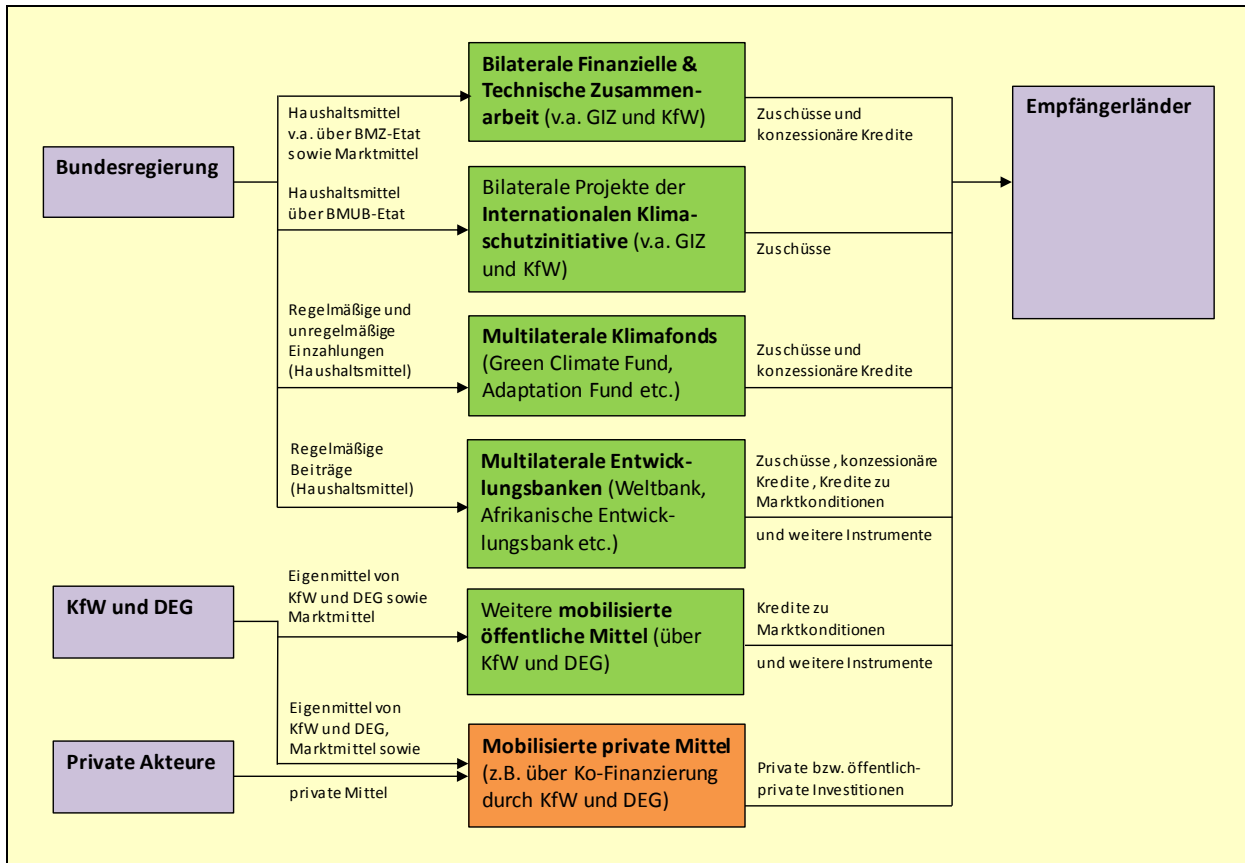 Bundesregierung
Haushaltsmittel
v.a. über BMZ-Etat
sowie Marktmittel
Bilaterale Finanzielle &
Technische Zusammen-
arbeit (v.a. GIZ und KfW)
Zuschüsse und
konzessionäre Kredite
Empfängerländer
Haushaltsmittel
über BMUB-Etat
Bilaterale Projekte der
Internationalen Klima-
schutzinitiative (v.a. GIZ
und KfW)
Zuschüsse
Regelmäßige und
unregelmäßige
Einzahlungen
(Haushaltmittel)
Multilaterale Klimafonds
(Green Climate Fund,
Adaptation Fund etc.)
Zuschüsse und
konzessionäre Kredite
Regelmäßige
Beiträge
(Haushaltmittel)
Multilaterale Entwick-
lungsbanken (Weltbank,
Afrikanische Entwick-
lungsbank etc.)
Zuschüsse , konzessionäre
Kredite , Kredite zu
Marktkonditionen
und weitere Instrumente
KfW und DEG
Eigenmittel von
KfW und DEG sowie
Marktmittel
Weitere mobilisierte
öffentliche Mittel (über
KfW und DEG)
Kredite zu
Marktkonditionen
und weitere Instrumente
Private Akteure
Eigenmittel von
KfW und DEG,
Marktmittel sowie
private Mittel
Mobilisierte private Mittel
(z.B. über Ko-Finanzierung
durch KfW und DEG)
Private bzw. öffentlich-
private Investitionen